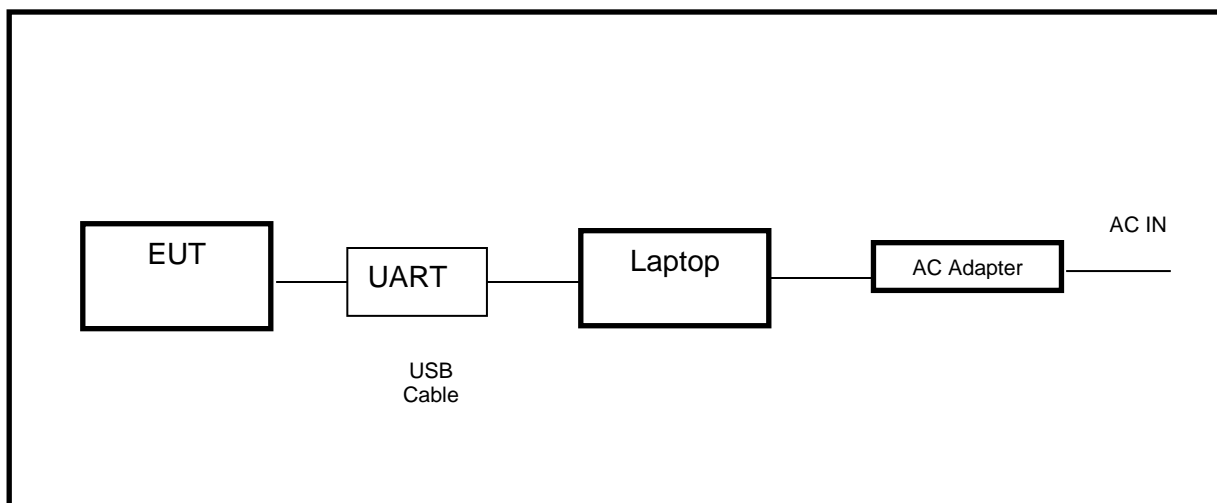 EUT
UART
Laptop
AC Adapter
AC IN
USB
Cable